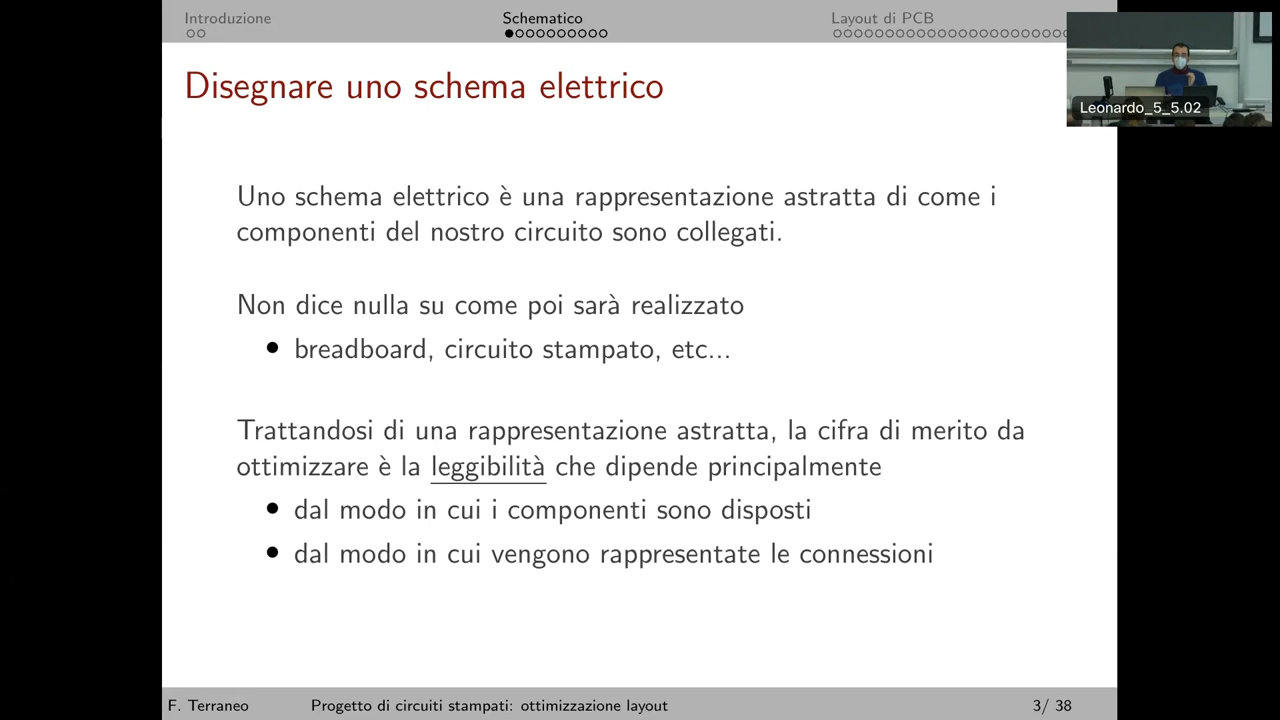 Introduzione
Schematico
Layout di PCB
Leonardo_5_5.02
Disegnare uno schema elettrico
Uno schema elettrico è una rappresentazione astratta di come i
componenti del nostro circuito sono collegati.
Non dice nulla su come poi sarà realizzato
• breadboard, circuito stampato, etc...
Trattandosi di una rappresentazione astratta, la cifra di merito da
ottimizzare è la leggibilità che dipende principalmente
• dal modo in cui i componenti sono disposti
• dal modo in cui vengono rappresentate le connessioni
F. Terraneo
Progetto di circuiti stampati: ottimizzazione layout
3/ 38